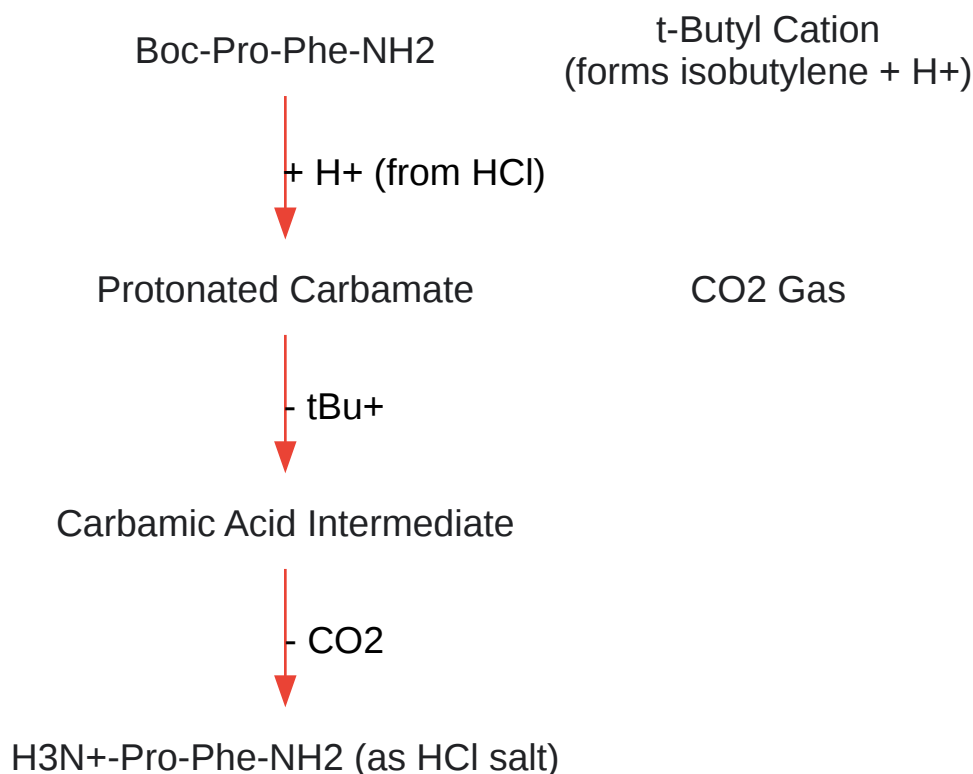 Boc-Pro-Phe-NH2
t-Butyl Cation
(forms isobutylene + H+)
+ H+ (from HCl)
Protonated Carbamate
CO2 Gas
- tBu+
Carbamic Acid Intermediate
- CO2
H3N+-Pro-Phe-NH2 (as HCl salt)